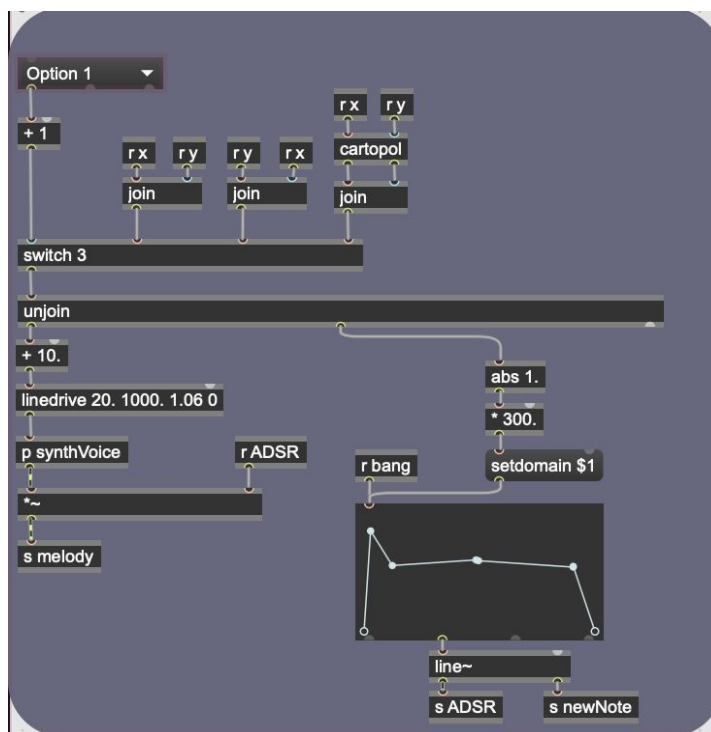 Option 1
r x
r y
+ 1
r x
r y
r y
r x
cartopol
join
join
join
switch 3
unjoin
+ 10.
abs 1.
linedrive 20. 1000. 1.06 0
* 300.
p synthVoice
r ADSR
r bang
setdomain $1
*~
s melody
line~
s ADSR
s newNote